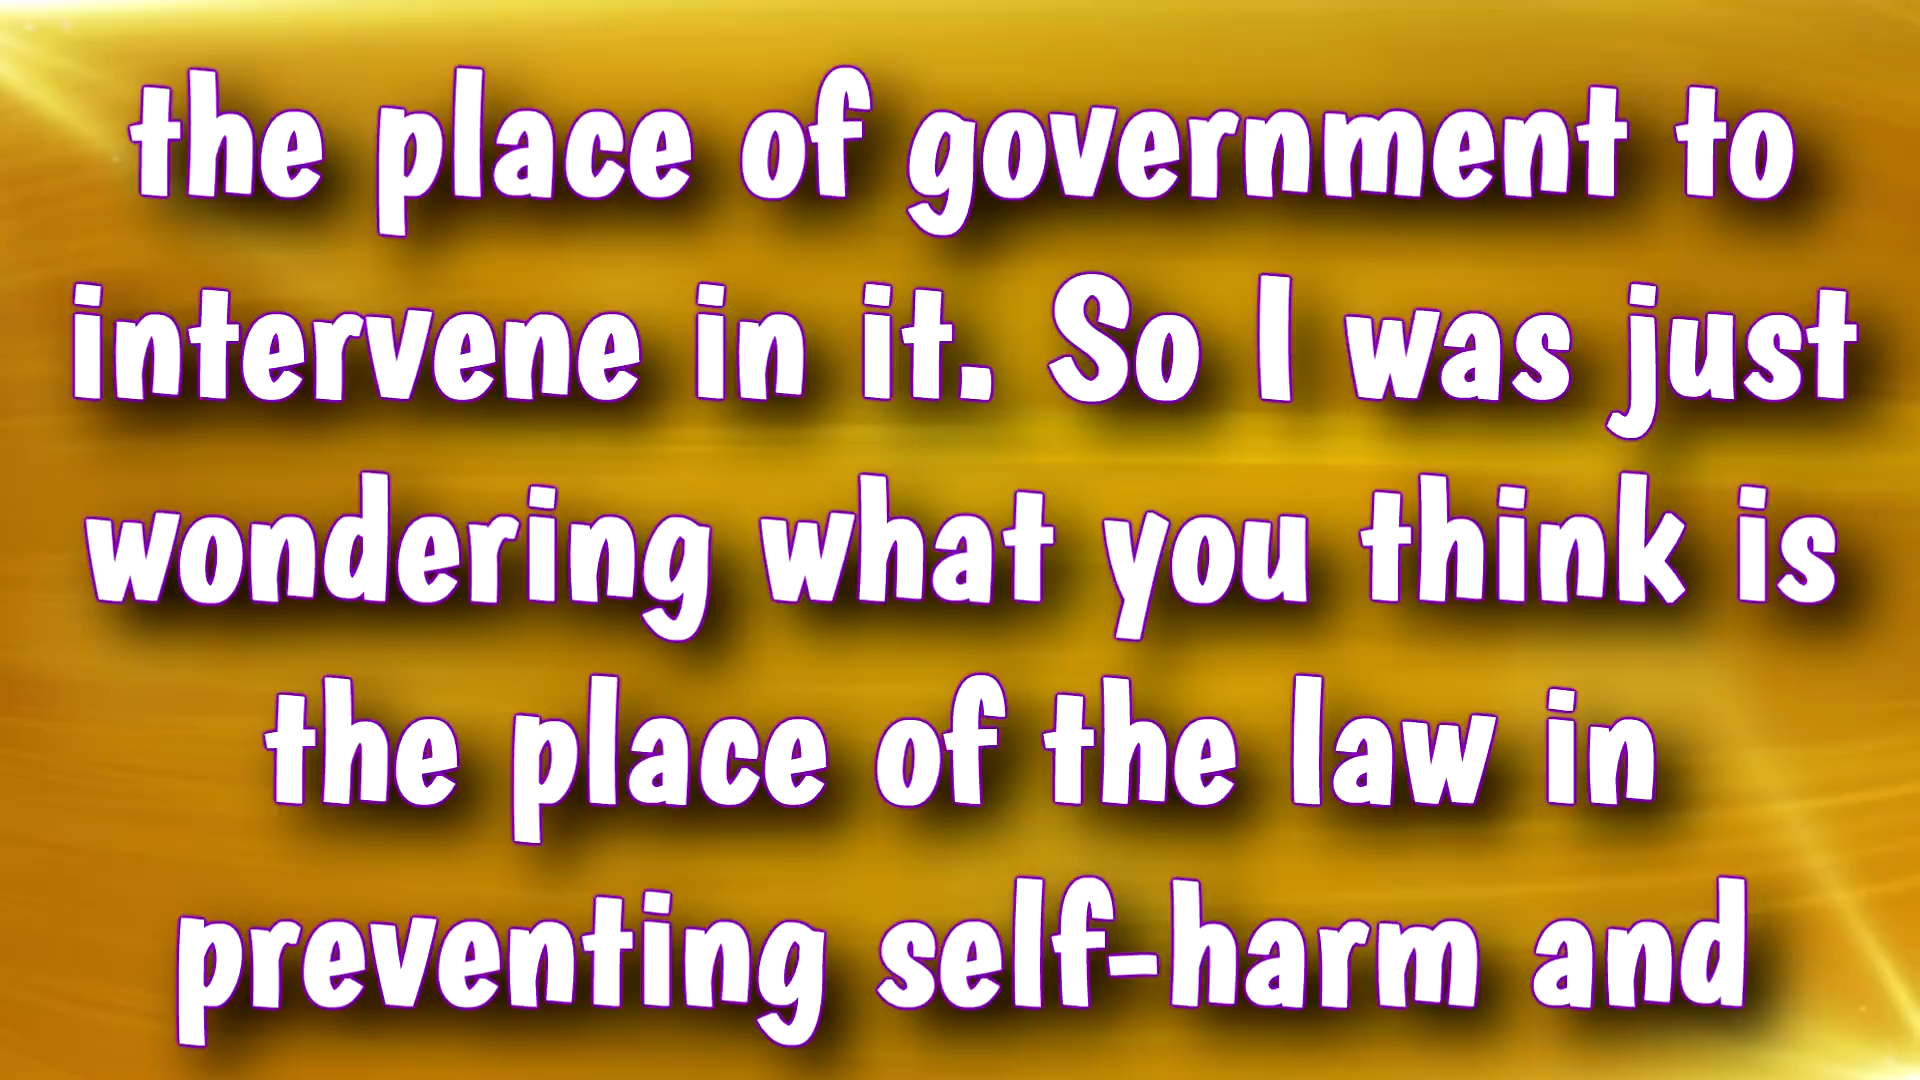 the place of government to
intervene in it. So I was just
wondering what you think is
the place of the law in
preventing self-harm and